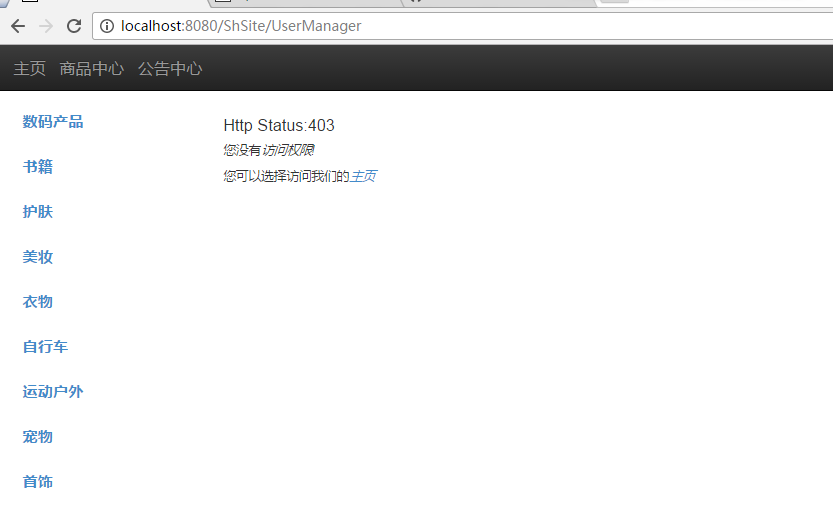 localhost:8080/ShSite/UserManager
主页 商品中心 公告中心
数码产品
书籍
护肤
美妆
衣物
自行车
运动户外
宠物
首饰
Http Status:403
您没有访问权限!
您可以选择访问我们的主页